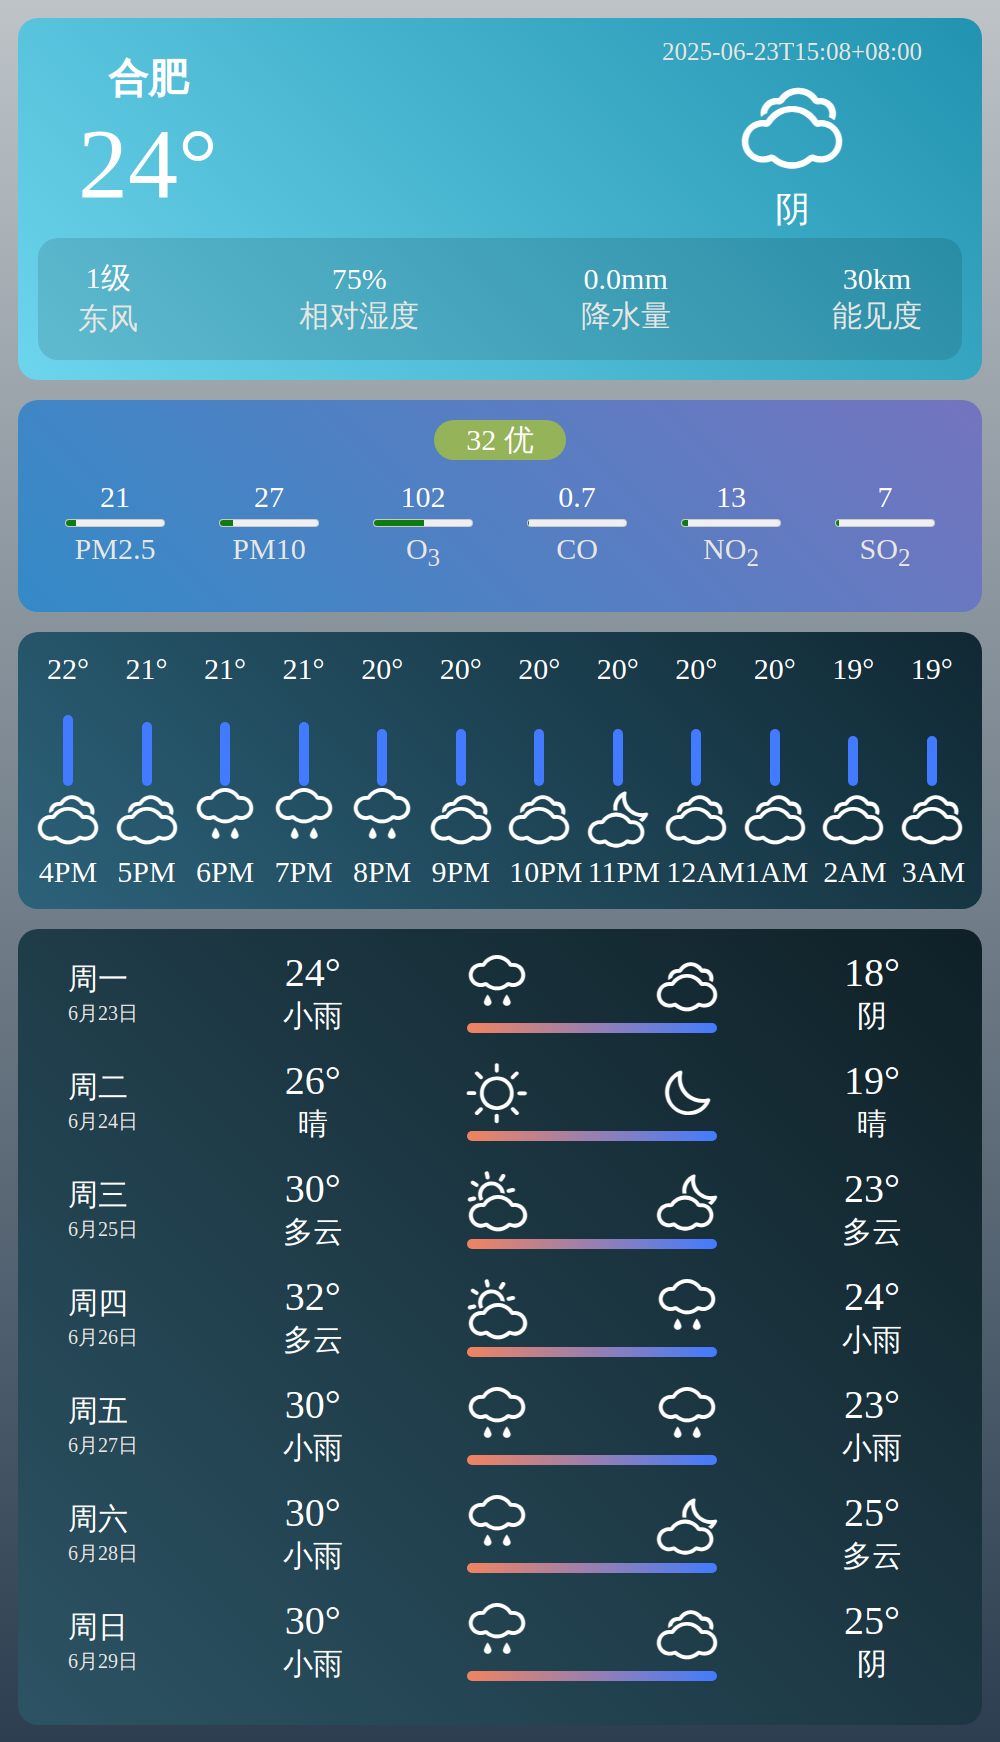 合肥
24°
2025-06-23T15:08+08:00
阴
1级 75% 0.0mm 30km
东风 相对湿度 降水量 能见度
32 优
21 27 102 0.7 13 7
PM2.5 PM10 O3 CO NO2 SO2
22° 21° 21° 21° 20° 20° 20° 20° 20° 20° 19° 19°
4PM 5PM 6PM 7PM 8PM 9PM 10PM 11PM 12AM 1AM 2AM 3AM
周一 24° 18°
6月23日 小雨 阴
周二 26° 19°
6月24日 晴 晴
周三 30° 23°
6月25日 多云 多云
周四 32° 24°
6月26日 多云 小雨
周五 30° 23°
6月27日 小雨 小雨
周六 30° 25°
6月28日 小雨 多云
周日 30° 25°
6月29日 小雨 阴